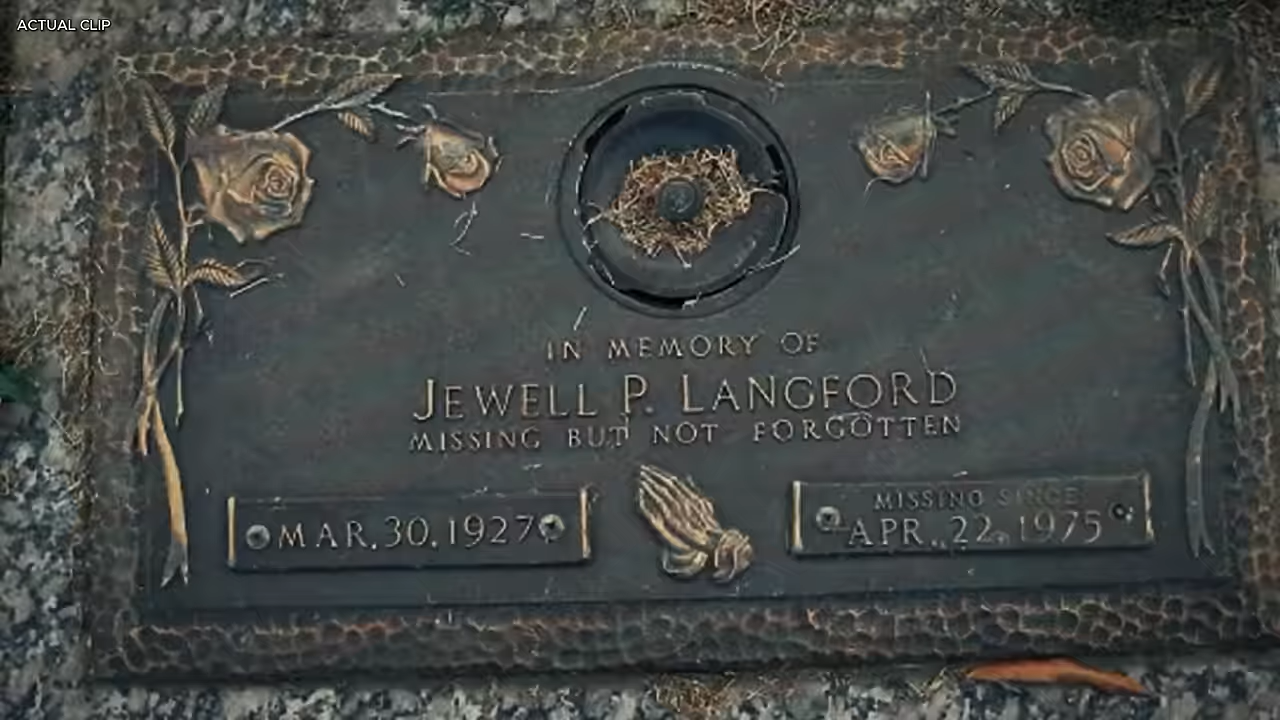 ACTUAL CLIP
IN MEMORY OF
JEWELL P. LANGFORD
MISSING BUT NOT FORGOTTEN
MAR. 30. 1927
MISSING SINCE
APR. 22, 1975